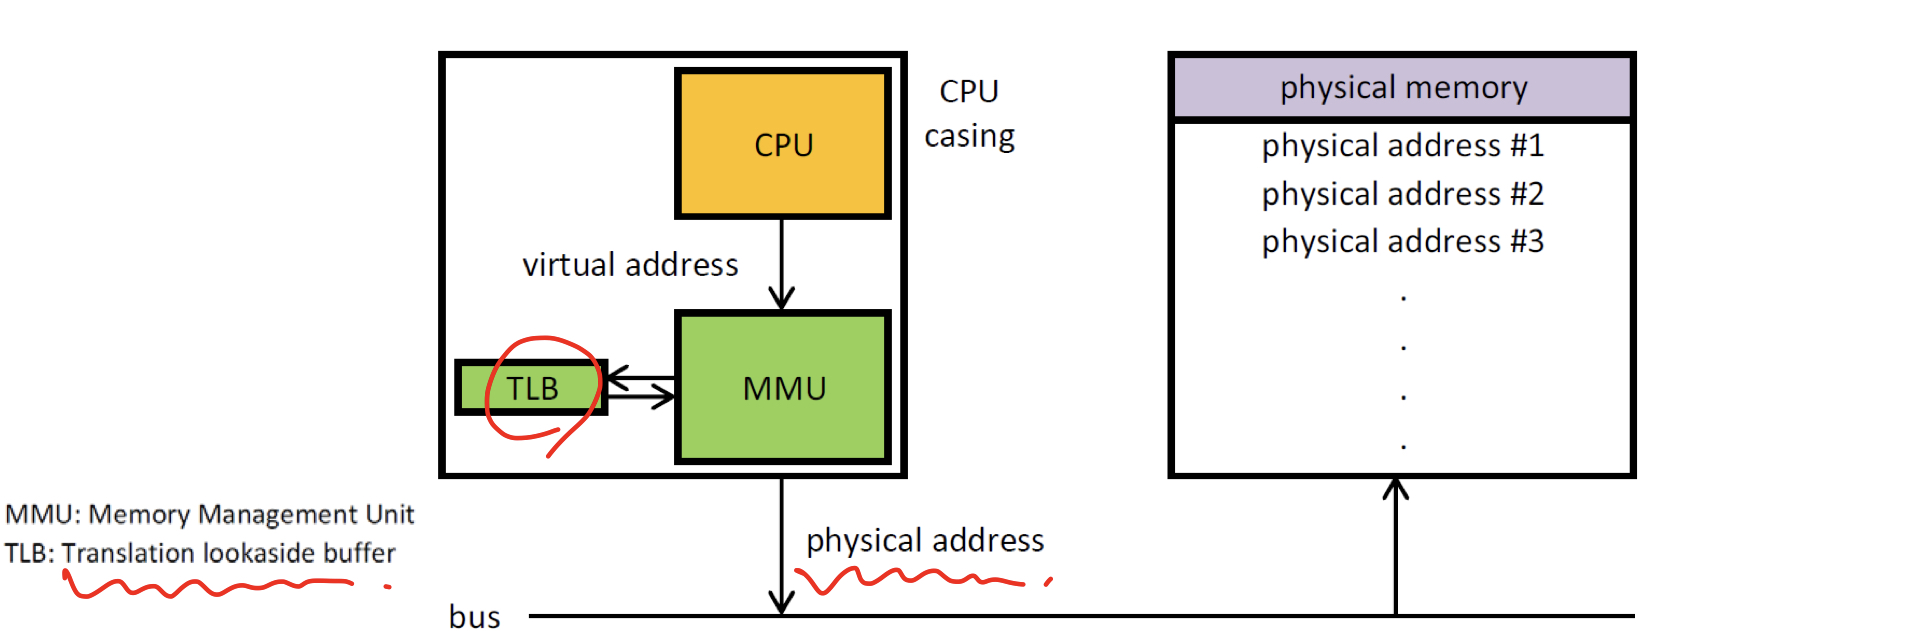 CPU
CPU
casing
virtual address
TLB
MMU
physical memory
physical address #1
physical address #2
physical address #3
.
.
.
.
MMU: Memory Management Unit
TLB: Translation lookaside buffer
physical address
bus